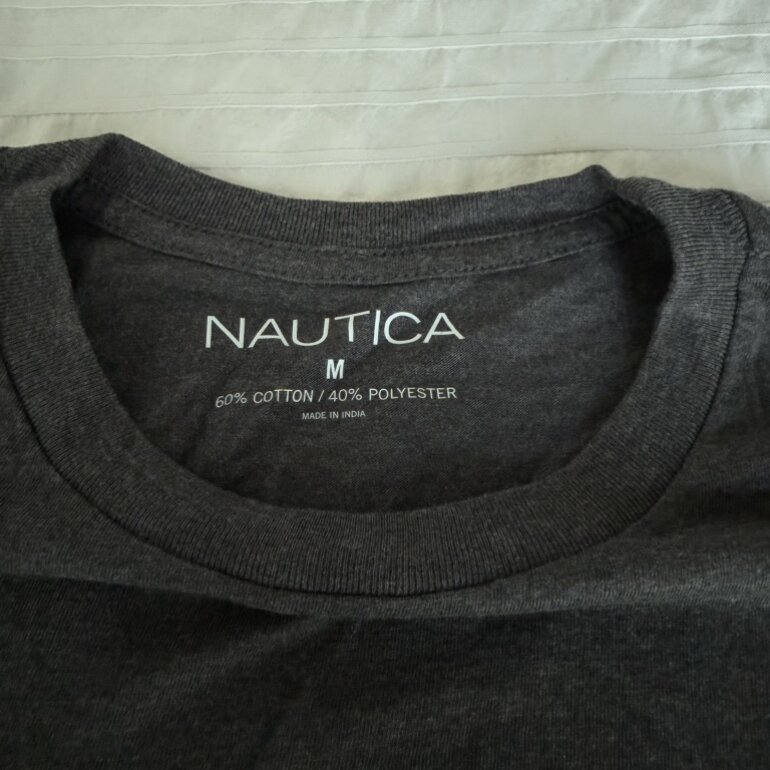 NAUTICA
M
60% COTTON / 40% POLYESTER
MADE IN INDIA